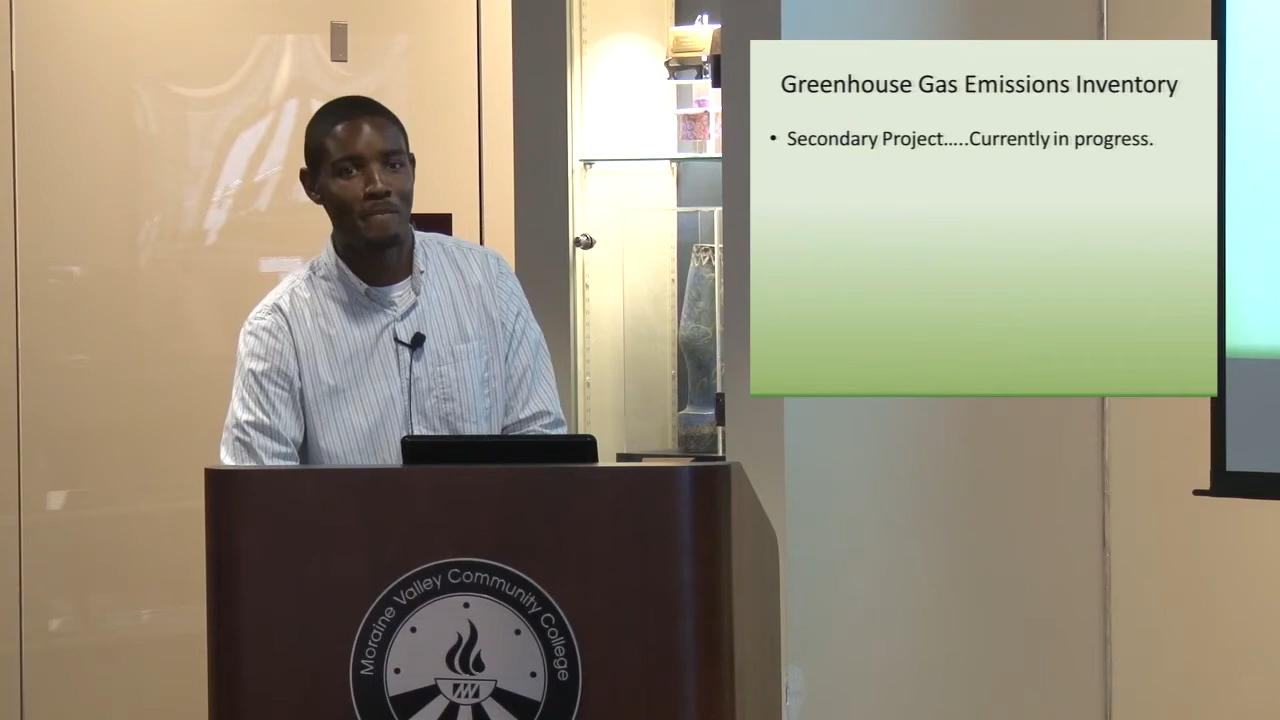 Greenhouse Gas Emissions Inventory
• Secondary Project.....Currently in progress.
Moraine Valley Community College